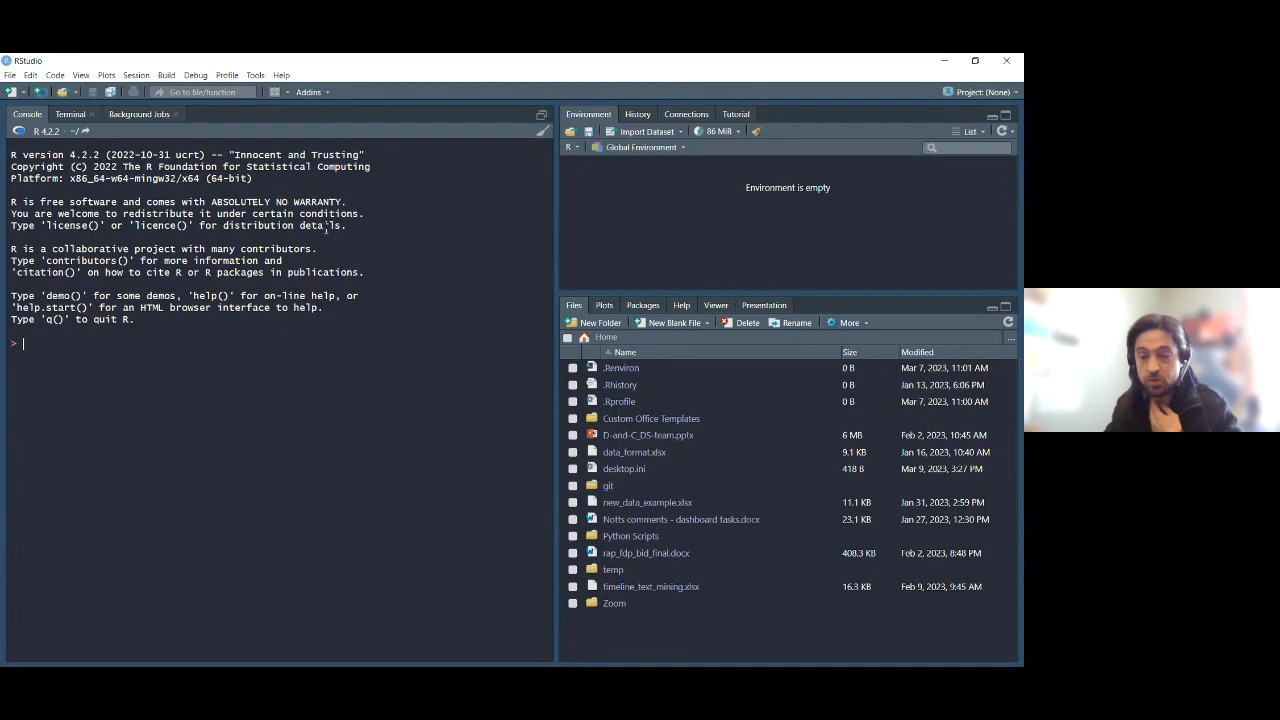 RStudio
File Edit Code View Plots Session Build Debug Profile Tools Help
Go to file/function Addins Project: (None)
Console Terminal Background Jobs
R 4.2.2 · ~/
R version 4.2.2 (2022-10-31 ucrt) -- "Innocent and Trusting"
Copyright (C) 2022 The R Foundation for Statistical Computing
Platform: x86_64-w64-mingw32/x64 (64-bit)
R is free software and comes with ABSOLUTELY NO WARRANTY.
You are welcome to redistribute it under certain conditions.
Type 'license()' or 'licence()' for distribution details.
R is a collaborative project with many contributors.
Type 'contributors()' for more information and
'citation()' on how to cite R or R packages in publications.
Type 'demo()' for some demos, 'help()' for on-line help, or
'help.start()' for an HTML browser interface to help.
Type 'q()' to quit R.
>
Environment History Connections Tutorial
Import Dataset 86 MiB List
R Global Environment
Environment is empty
Files Plots Packages Help Viewer Presentation
New Folder New Blank File Delete Rename More
Home ...
Name Size Modified
.Renviron 0 B Mar 7, 2023, 11:01 AM
.Rhistory 0 B Jan 13, 2023, 6:06 PM
.Rprofile 0 B Mar 7, 2023, 11:00 AM
Custom Office Templates
D-and-C_DS-team.pptx 6 MB Feb 2, 2023, 10:45 AM
data_format.xlsx 9.1 KB Jan 16, 2023, 10:40 AM
desktop.ini 418 B Mar 9, 2023, 3:27 PM
git
new_data_example.xlsx 11.1 KB Jan 31, 2023, 2:59 PM
Notts comments - dashboard tasks.docx 23.1 KB Jan 27, 2023, 12:30 PM
Python Scripts
rap_fdp_bid_final.docx 408.3 KB Feb 2, 2023, 8:48 PM
temp
timeline_text_mining.xlsx 16.3 KB Feb 9, 2023, 9:45 AM
Zoom